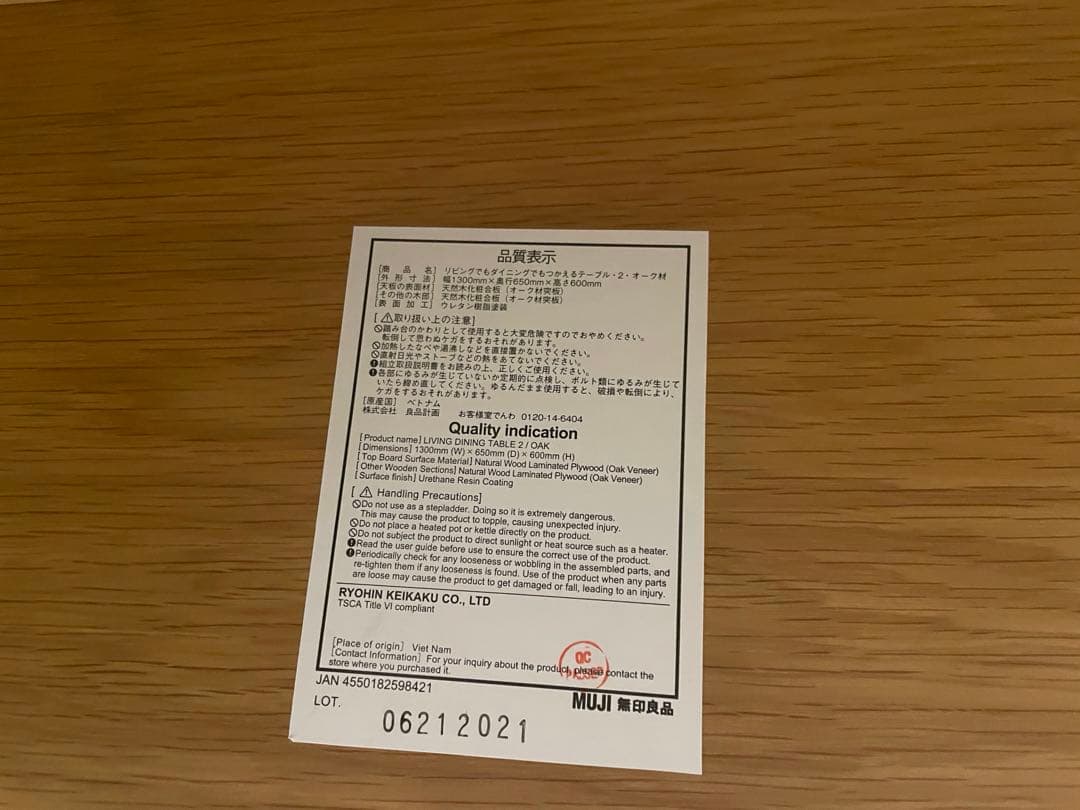 品質表示
[商品名] リビングでもダイニングでもつかえるテーブル・2・オーク材
[外形寸法] 幅1300mm×奥行650mm×高さ600mm
[天板の表面材] 天然木化粧合板（オーク材突板）
[その他の木部] 天然木化粧合板（オーク材突板）
[表面加工] ウレタン樹脂塗装
[⚠取り扱い上の注意]
踏み台のかわりとして使用すると大変危険ですのでおやめください。
転倒して思わぬケガをするおそれがあります。
加熱したなべや湯沸しなどを直接置かないでください。
直射日光やストーブなどの熱をあてないでください。
組立取扱説明書をお読みの上、正しくご使用ください。
各部にゆるみが生じていないか定期的に点検し、ボルト類にゆるみが生じて
いたら締め直してください。ゆるんだまま使用すると、破損や転倒により、
ケガをするおそれがあります。
[原産国] ベトナム
株式会社 良品計画 お客様室でんわ 0120-14-6404
Quality indication
[Product name] LIVING DINING TABLE 2 / OAK
[Dimensions] 1300mm (W) × 650mm (D) × 600mm (H)
[Top Board Surface Material] Natural Wood Laminated Plywood (Oak Veneer)
[Other Wooden Sections] Natural Wood Laminated Plywood (Oak Veneer)
[Surface finish] Urethane Resin Coating
[⚠ Handling Precautions]
Do not use as a stepladder. Doing so it is extremely dangerous.
This may cause the product to topple, causing unexpected injury.
Do not place a heated pot or kettle directly on the product.
Do not subject the product to direct sunlight or heat source such as a heater.
Read the user guide before use to ensure the correct use of the product.
Periodically check for any looseness or wobbling in the assembled parts, and
re-tighten them if any looseness is found. Use of the product when any parts
are loose may cause the product to get damaged or fall, leading to an injury.
RYOHIN KEIKAKU CO., LTD
TSCA Title VI compliant
[Place of origin] Viet Nam
[Contact Information] For your inquiry about the product, please contact the
store where you purchased it.
QC
JAN 4550182598421
MUJI 無印良品
LOT.
06212021